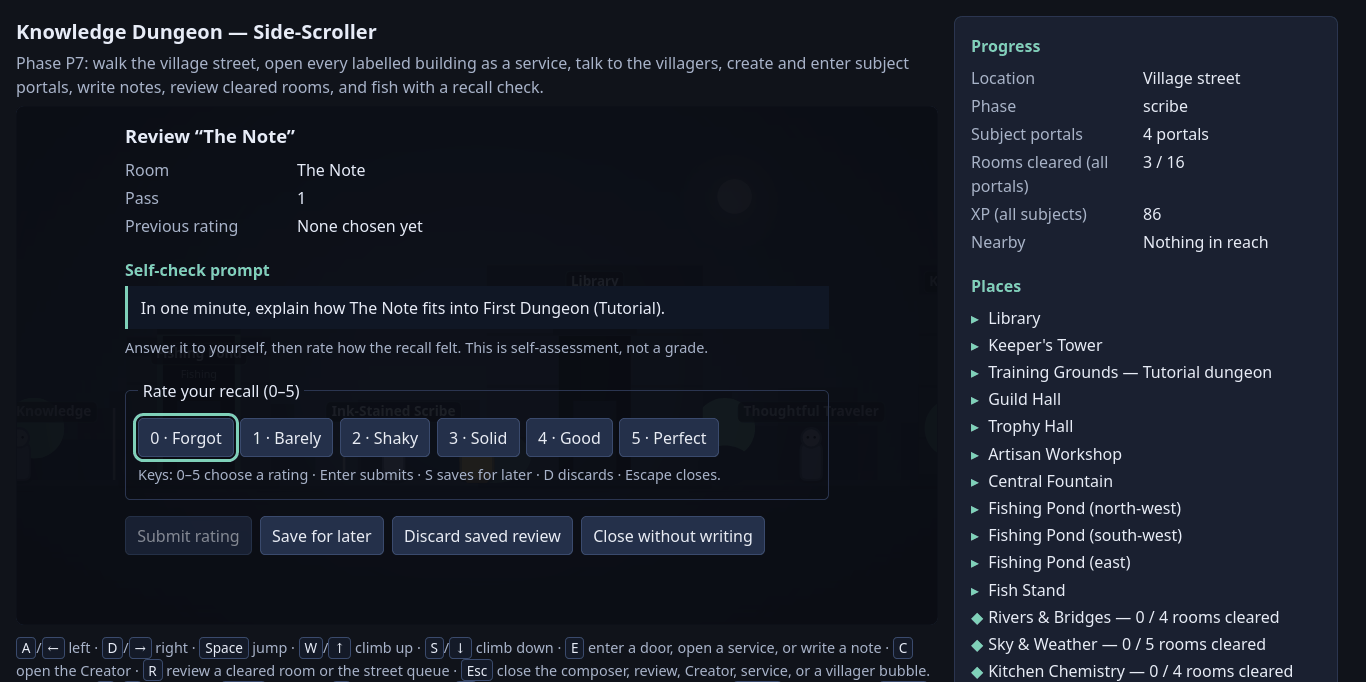 Knowledge Dungeon — Side-Scroller
Phase P7: walk the village street, open every labelled building as a service, talk to the villagers, create and enter subject
portals, write notes, review cleared rooms, and fish with a recall check.
Review “The Note”
Room The Note
Pass 1
Previous rating None chosen yet
Library
Self-check prompt
In one minute, explain how The Note fits into First Dungeon (Tutorial).
Answer it to yourself, then rate how the recall felt. This is self-assessment, not a grade.
Rate your recall (0–5)
Knowledge
Ink-Stained Scribe
Thoughtful Traveler
0 · Forgot 1 · Barely 2 · Shaky 3 · Solid 4 · Good 5 · Perfect
Keys: 0–5 choose a rating · Enter submits · S saves for later · D discards · Escape closes.
Submit rating Save for later Discard saved review Close without writing
A/← left · D/→ right · Space jump · W/↑ climb up · S/↓ climb down · E enter a door, open a service, or write a note · C
open the Creator · R review a cleared room or the street queue · Esc close the composer, review, Creator, service, or a villager bubble.
Progress
Location Village street
Phase scribe
Subject portals 4 portals
Rooms cleared (all 3 / 16
portals)
XP (all subjects) 86
Nearby Nothing in reach
Places
▸ Library
▸ Keeper's Tower
▸ Training Grounds — Tutorial dungeon
▸ Guild Hall
▸ Trophy Hall
▸ Artisan Workshop
▸ Central Fountain
▸ Fishing Pond (north-west)
▸ Fishing Pond (south-west)
▸ Fishing Pond (east)
▸ Fish Stand
◆ Rivers & Bridges — 0 / 4 rooms cleared
◆ Sky & Weather — 0 / 5 rooms cleared
◆ Kitchen Chemistry — 0 / 4 rooms cleared